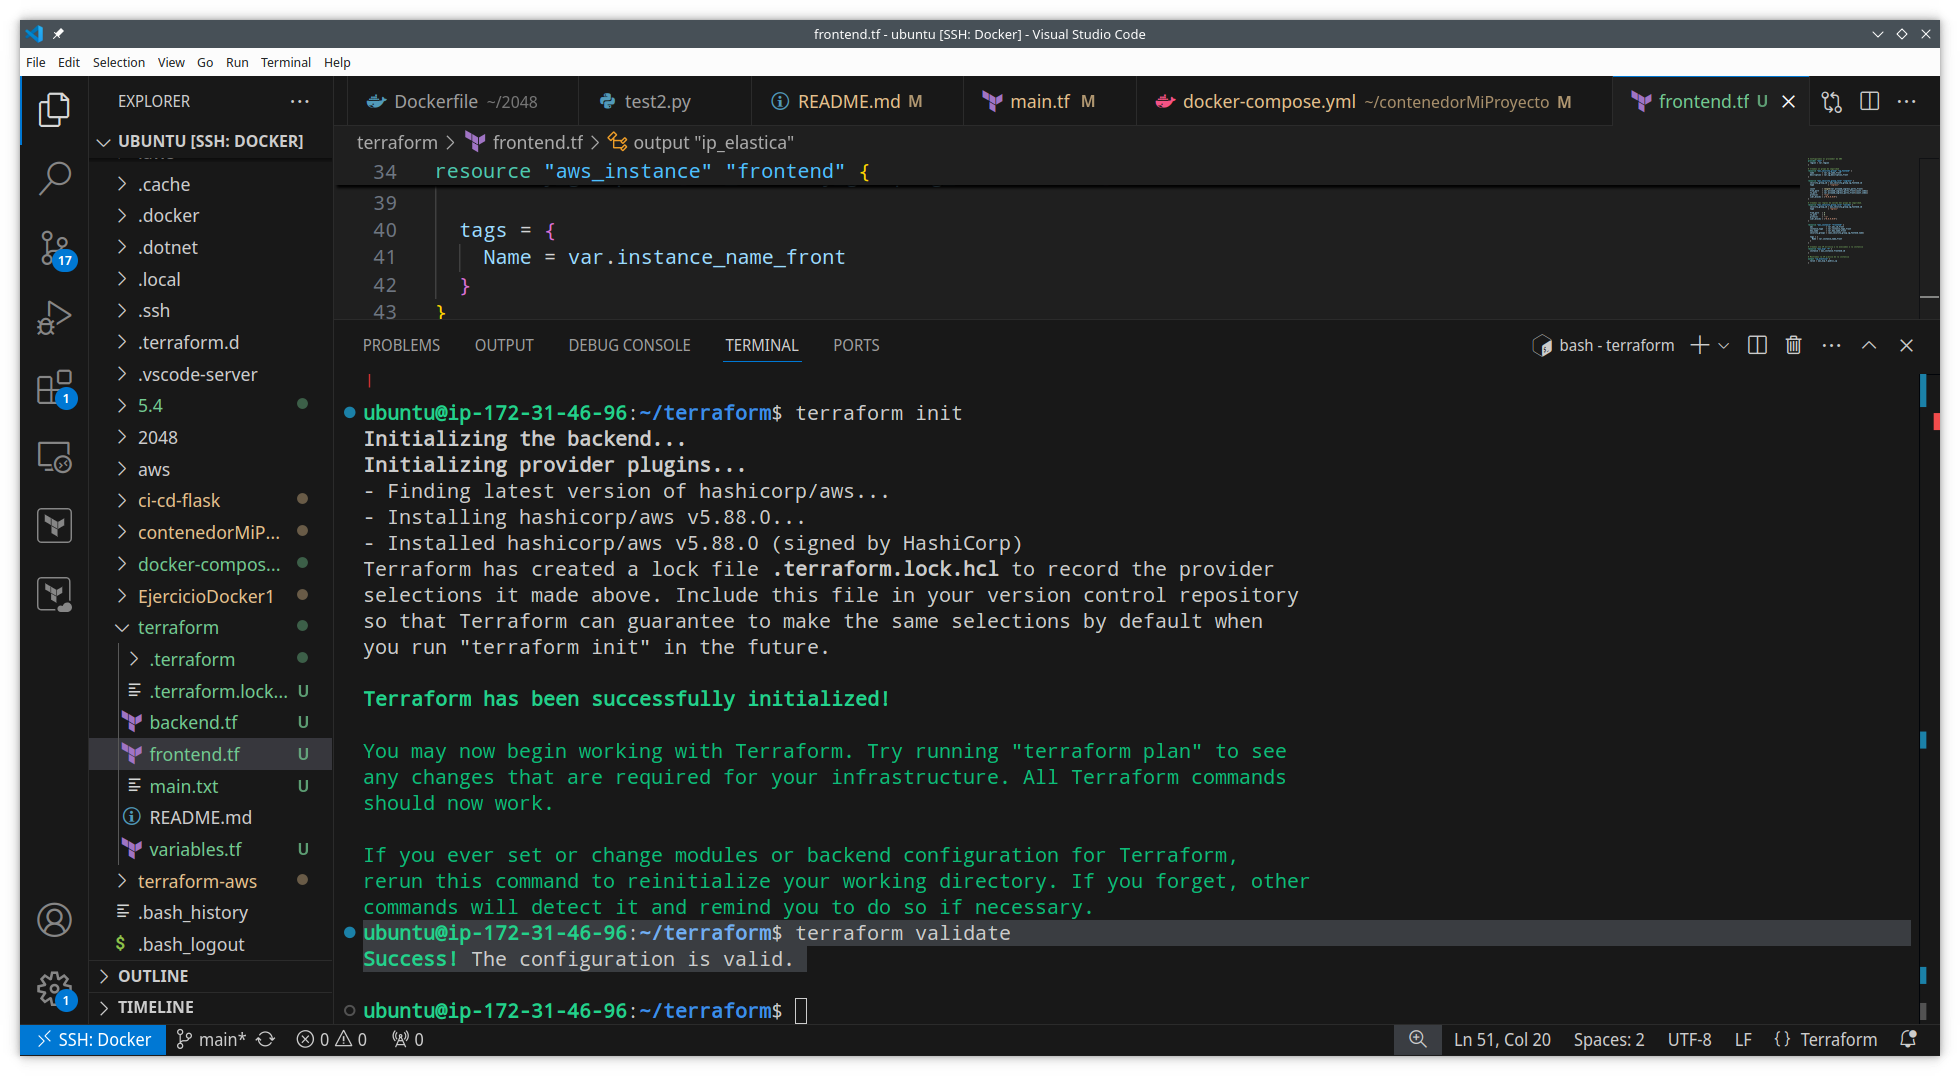 frontend.tf - ubuntu [SSH: Docker] - Visual Studio Code
File Edit Selection View Go Run Terminal Help
EXPLORER
UBUNTU [SSH: DOCKER]
.cache
.docker
.dotnet
.local
.ssh
.terraform.d
.vscode-server
5.4
2048
aws
ci-cd-flask
contenedorMiP...
docker-compos...
EjercicioDocker1
terraform
.terraform
.terraform.lock... U
backend.tf U
frontend.tf U
main.txt U
README.md
variables.tf U
terraform-aws
.bash_history
$ .bash_logout
OUTLINE
TIMELINE
17
1
1
Dockerfile ~/2048
test2.py
README.md M
main.tf M
docker-compose.yml ~/contenedorMiProyecto M
frontend.tf U
terraform > frontend.tf > output "ip_elastica"
34 resource "aws_instance" "frontend" {
39
40 tags = {
41 Name = var.instance_name_front
42 }
43 }
PROBLEMS OUTPUT DEBUG CONSOLE TERMINAL PORTS
bash - terraform
ubuntu@ip-172-31-46-96:~/terraform$ terraform init
Initializing the backend...
Initializing provider plugins...
- Finding latest version of hashicorp/aws...
- Installing hashicorp/aws v5.88.0...
- Installed hashicorp/aws v5.88.0 (signed by HashiCorp)
Terraform has created a lock file .terraform.lock.hcl to record the provider
selections it made above. Include this file in your version control repository
so that Terraform can guarantee to make the same selections by default when
you run "terraform init" in the future.
Terraform has been successfully initialized!
You may now begin working with Terraform. Try running "terraform plan" to see
any changes that are required for your infrastructure. All Terraform commands
should now work.
If you ever set or change modules or backend configuration for Terraform,
rerun this command to reinitialize your working directory. If you forget, other
commands will detect it and remind you to do so if necessary.
ubuntu@ip-172-31-46-96:~/terraform$ terraform validate
Success! The configuration is valid.
ubuntu@ip-172-31-46-96:~/terraform$
SSH: Docker main* 0 0 0 Ln 51, Col 20 Spaces: 2 UTF-8 LF {} Terraform